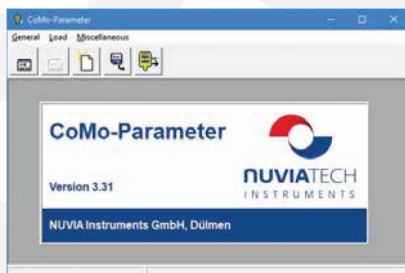 CoMo-Parameter
General Load Miscellaneous
CoMo-Parameter
Version 3.31
NUVIATECH
INSTRUMENTS
NUVIA Instruments GmbH, Dülmen